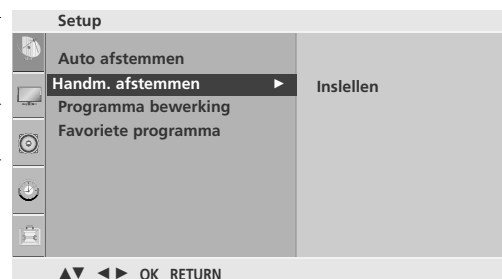 Setup
Auto afstemmen
Handm. afstemmen ►
Inslellen
Programma bewerking
Favoriete programma
▲▼ ◄► OK RETURN